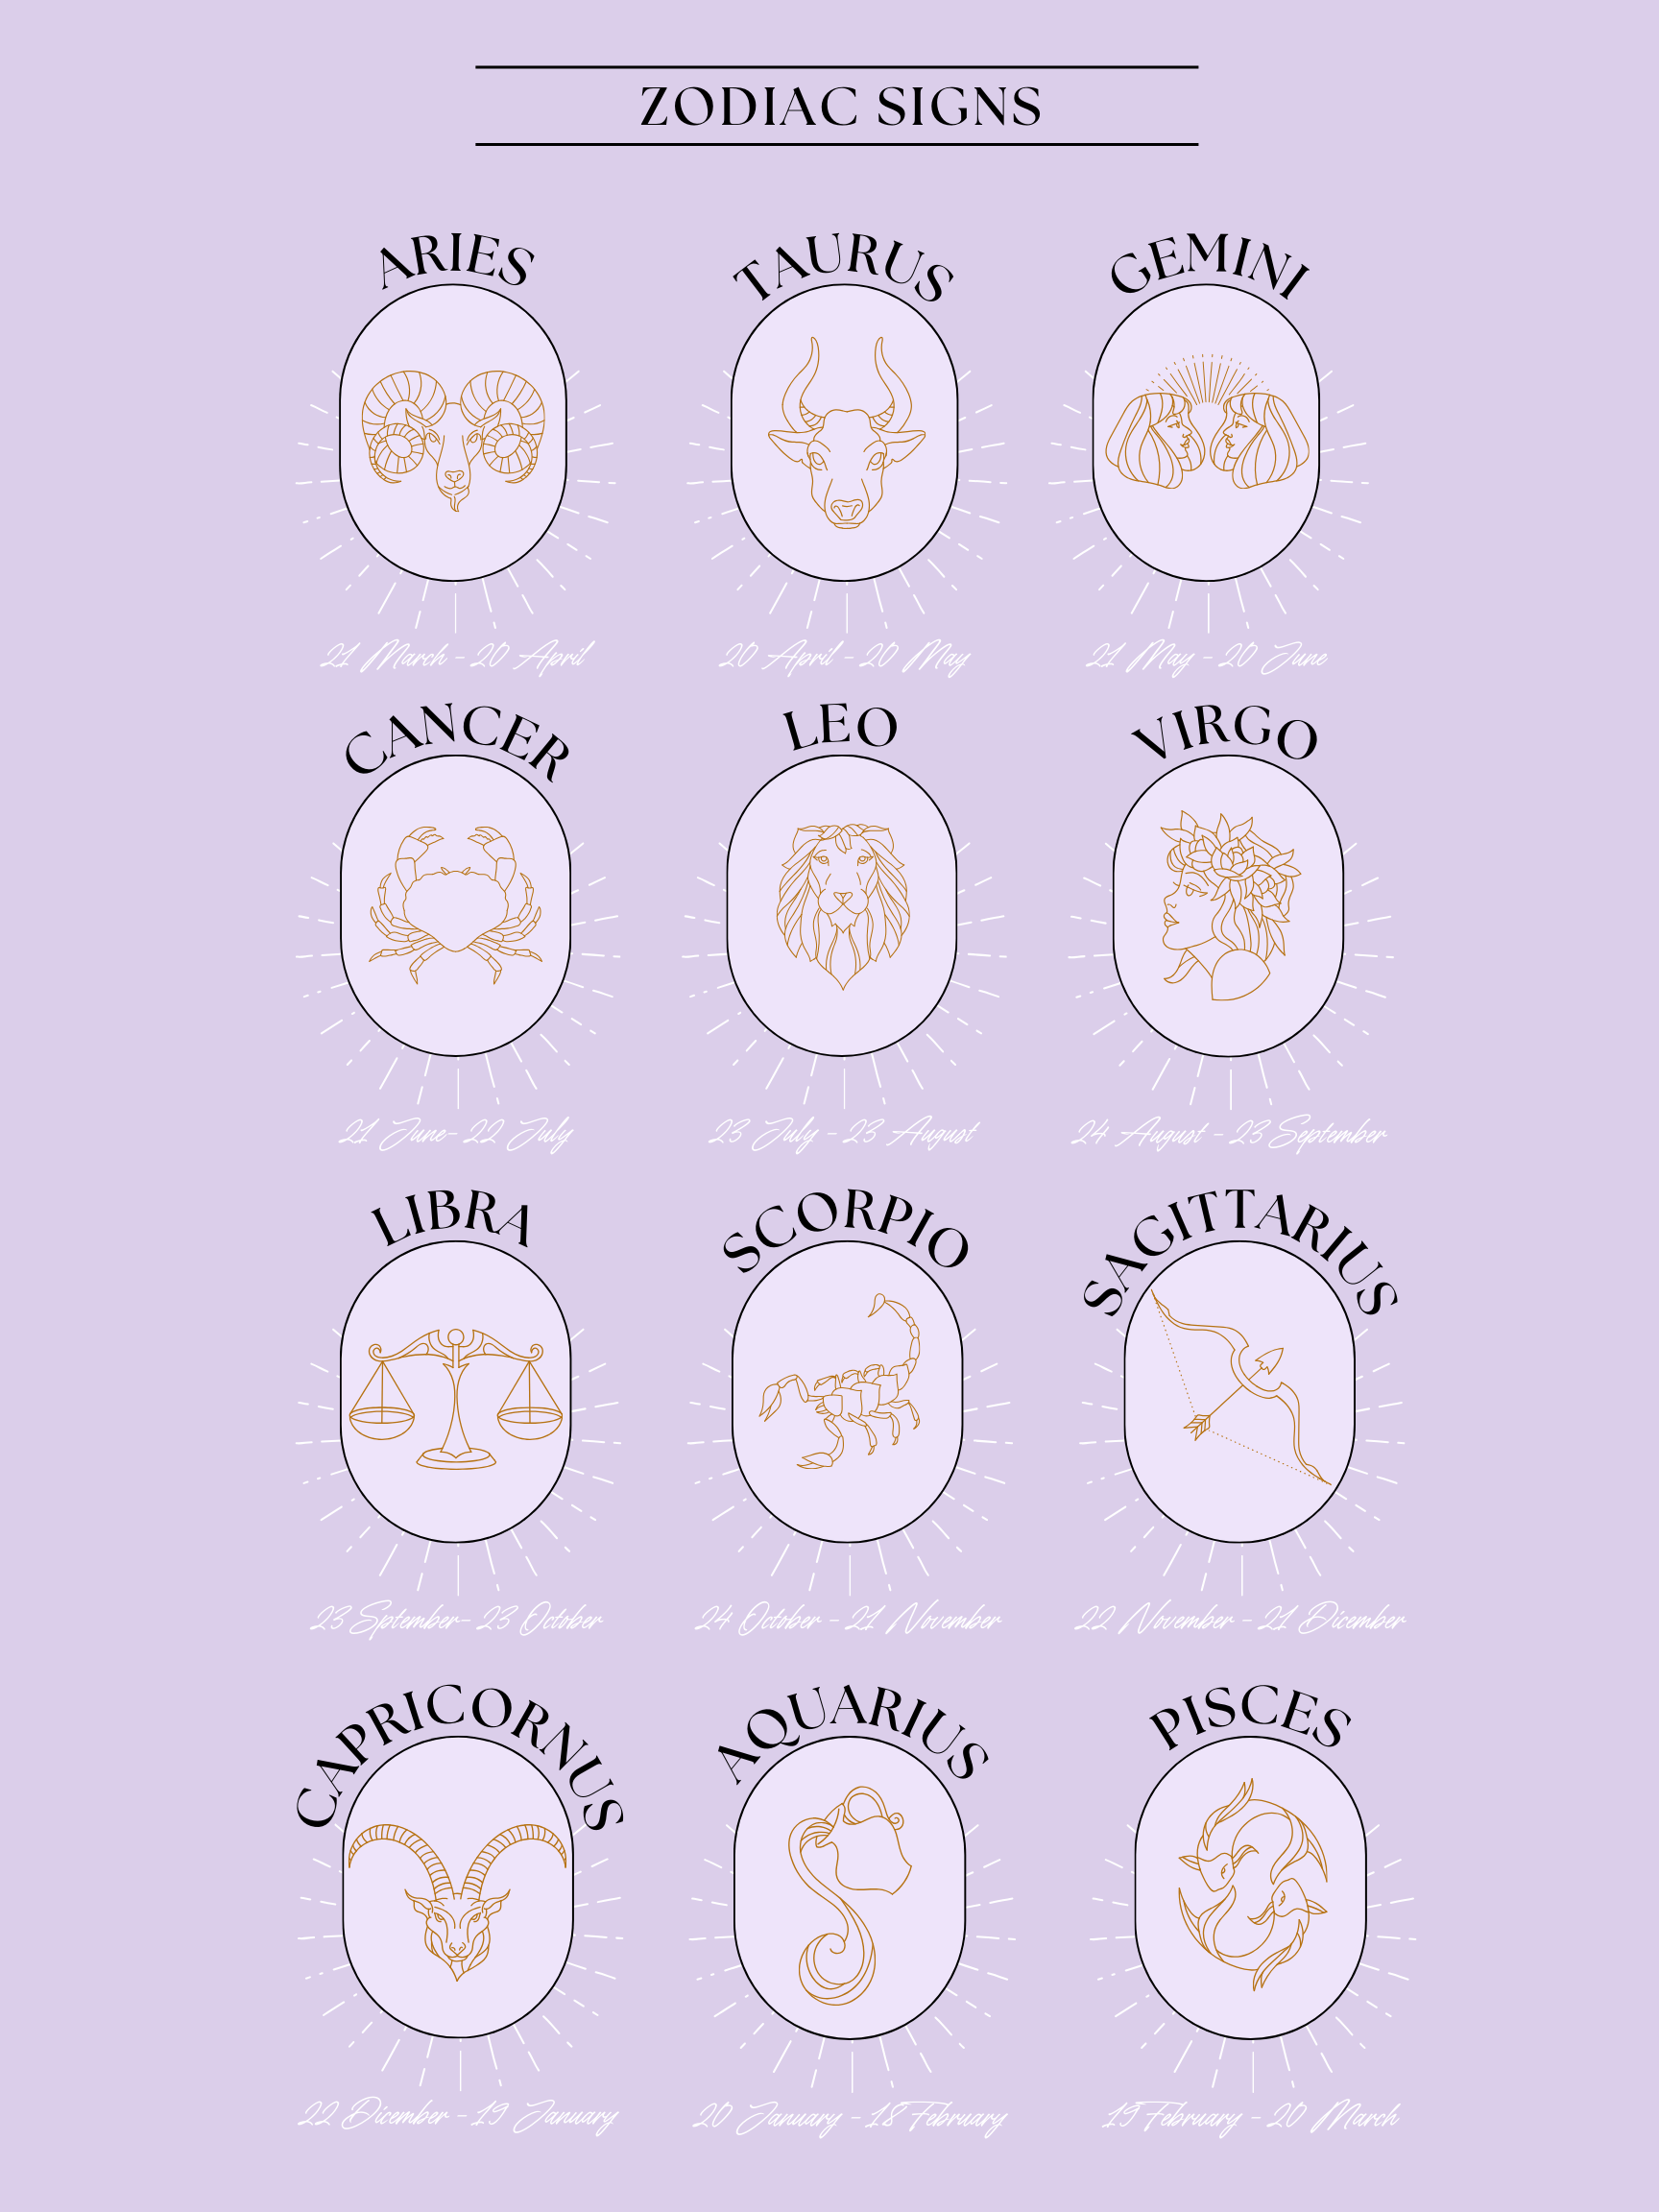 ZODIAC SIGNS
ARIES
TAURUS
GEMINI
21 March - 20 April
20 April - 20 May
21 May - 20 June
CANCER
LEO
VIRGO
21 June- 22 July
23 July - 23 August
24 August - 23 September
LIBRA
SCORPIO
SAGITTARIUS
23 Sptember- 23 October
24 October - 21 November
22 November - 21 Dicember
CAPRICORNUS
AQUARIUS
PISCES
22 Dicember - 19 January
20 January - 18 February
19 February - 20 March